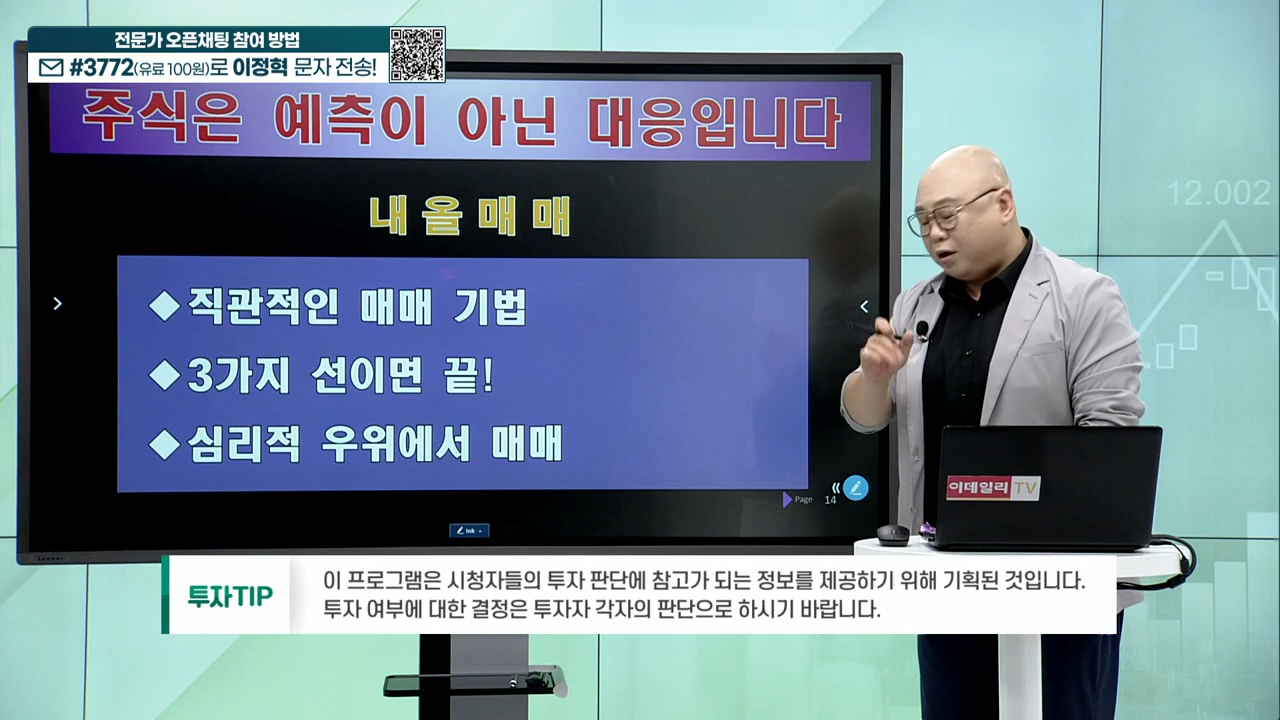 전문가 오픈채팅 참여 방법
#3772(유료 100원)로 이정혁 문자 전송!
주식은 예측이 아닌 대응입니다
내올매매
◆직관적인 매매 기법
◆3가지 선이면 끝!
◆심리적 우위에서 매매
Page 14
Ink
12.002
이데일리TV
투자TIP
이 프로그램은 시청자들의 투자 판단에 참고가 되는 정보를 제공하기 위해 기획된 것입니다.
투자 여부에 대한 결정은 투자자 각자의 판단으로 하시기 바랍니다.